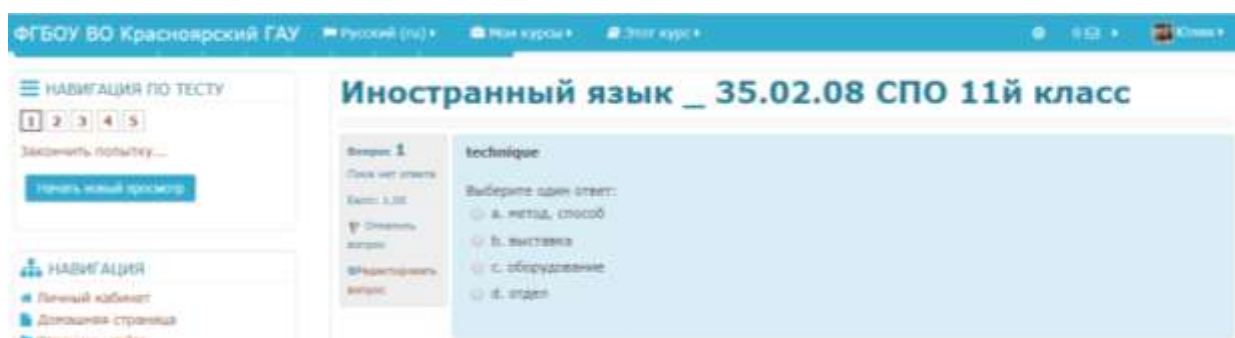 ФГБОУ ВО Красноярский ГАУ
Русский (ru)
Мои курсы
Этот курс
Юлия
НАВИГАЦИЯ ПО ТЕСТУ
1 2 3 4 5
Закончить попытку...
Начать новый просмотр
НАВИГАЦИЯ
Личный кабинет
Домашняя страница
Иностранный язык _ 35.02.08 СПО 11й класс
Вопрос 1
Пока нет ответа
Балл: 1,00
Отметить
вопрос
Редактировать
вопрос
technique
Выберите один ответ:
a. метод, способ
b. выставка
c. оборудование
d. отдел